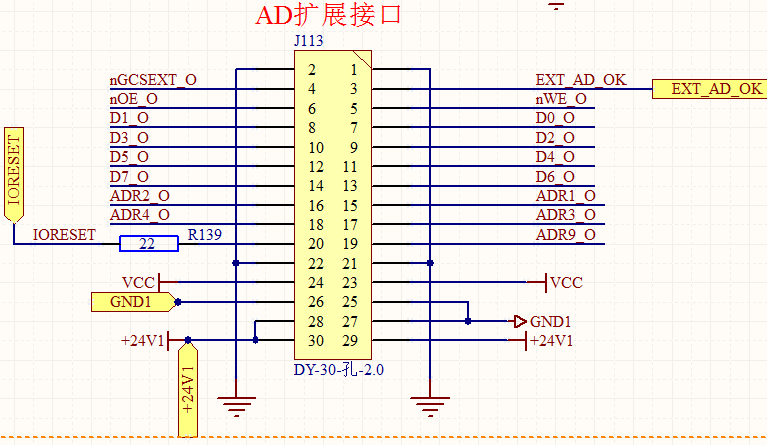 AD扩展接口
J113
2 1
nGCSEXT_O 4 3 EXT_AD_OK EXT_AD_OK
nOE_O 6 5 nWE_O
D1_O 8 7 D0_O
D3_O 10 9 D2_O
D5_O 12 11 D4_O
D7_O 14 13 D6_O
ADR2_O 16 15 ADR1_O
ADR4_O 18 17 ADR3_O
IORESET
IORESET 22 R139 20 19 ADR9_O
22 21
VCC 24 23 VCC
GND1 26 25
28 27 GND1
+24V1 30 29 +24V1
+24V1
DY-30-孔-2.0